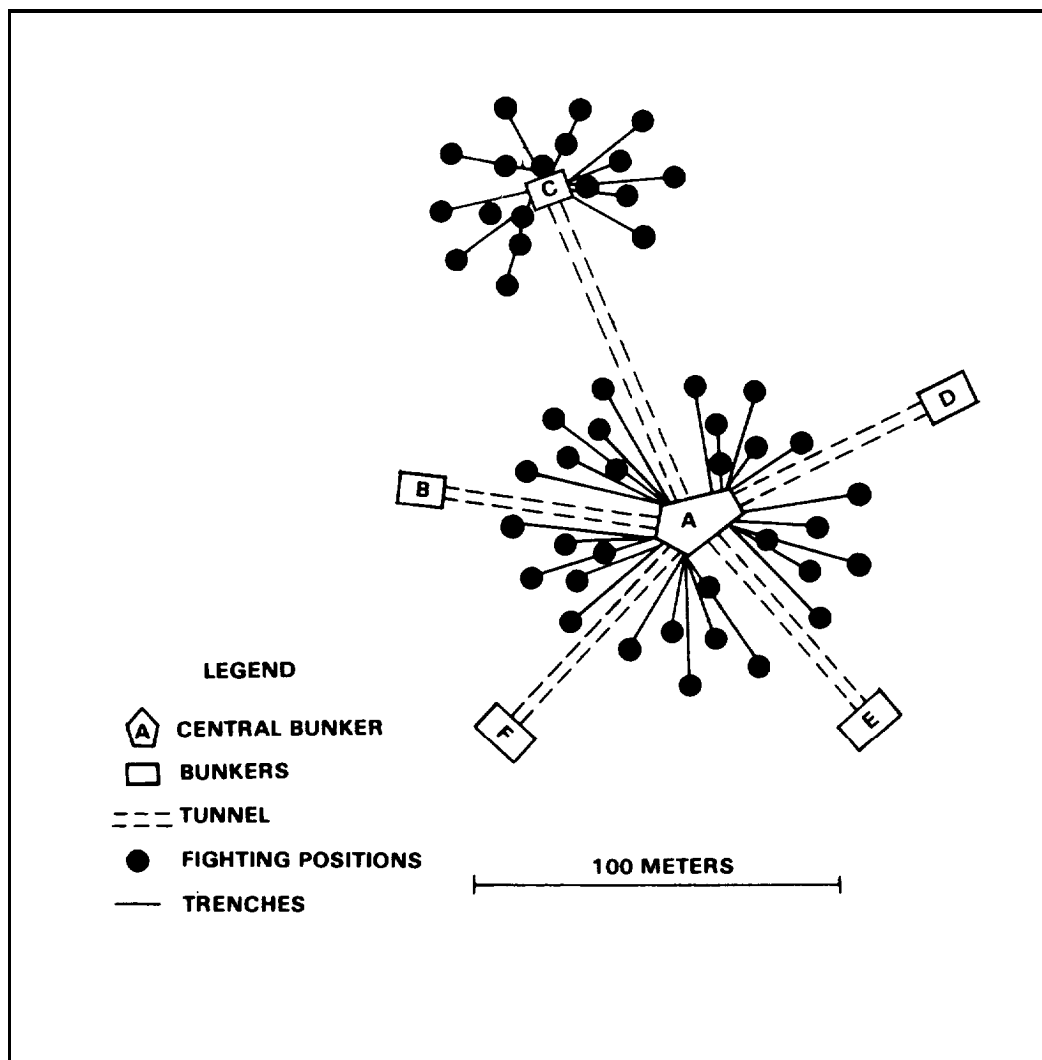 C
D
B
A
E
F
LEGEND
A CENTRAL BUNKER
BUNKERS
TUNNEL
FIGHTING POSITIONS
TRENCHES
100 METERS